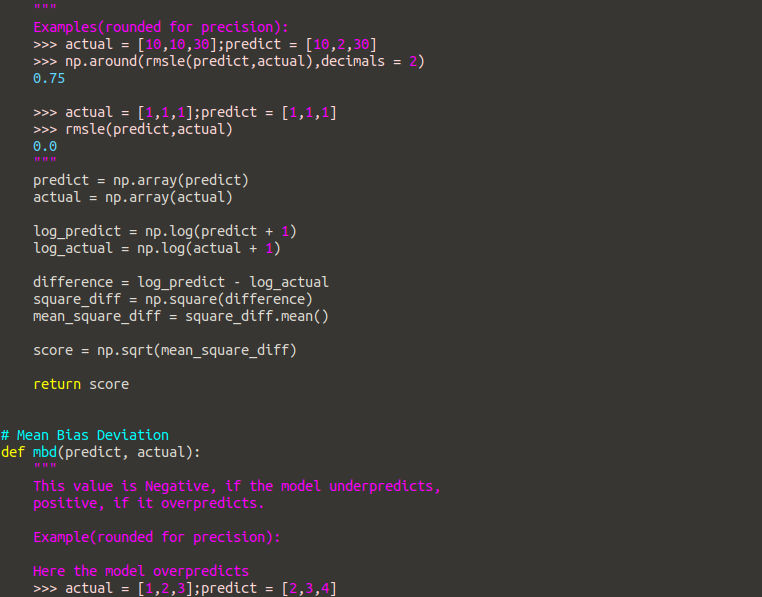 """
Examples(rounded for precision):
>>> actual = [10,10,30];predict = [10,2,30]
>>> np.around(rmsle(predict,actual),decimals = 2)
0.75

>>> actual = [1,1,1];predict = [1,1,1]
>>> rmsle(predict,actual)
0.0
"""
predict = np.array(predict)
actual = np.array(actual)

log_predict = np.log(predict + 1)
log_actual = np.log(actual + 1)

difference = log_predict - log_actual
square_diff = np.square(difference)
mean_square_diff = square_diff.mean()

score = np.sqrt(mean_square_diff)

return score

# Mean Bias Deviation
def mbd(predict, actual):
"""
This value is Negative, if the model underpredicts,
positive, if it overpredicts.

Example(rounded for precision):

Here the model overpredicts
>>> actual = [1,2,3];predict = [2,3,4]